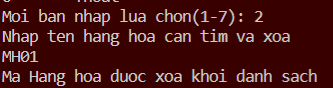 Moi ban nhap lua chon(1-7): 2
Nhap ten hang hoa can tim va xoa
MH01
Ma Hang hoa duoc xoa khoi danh sach